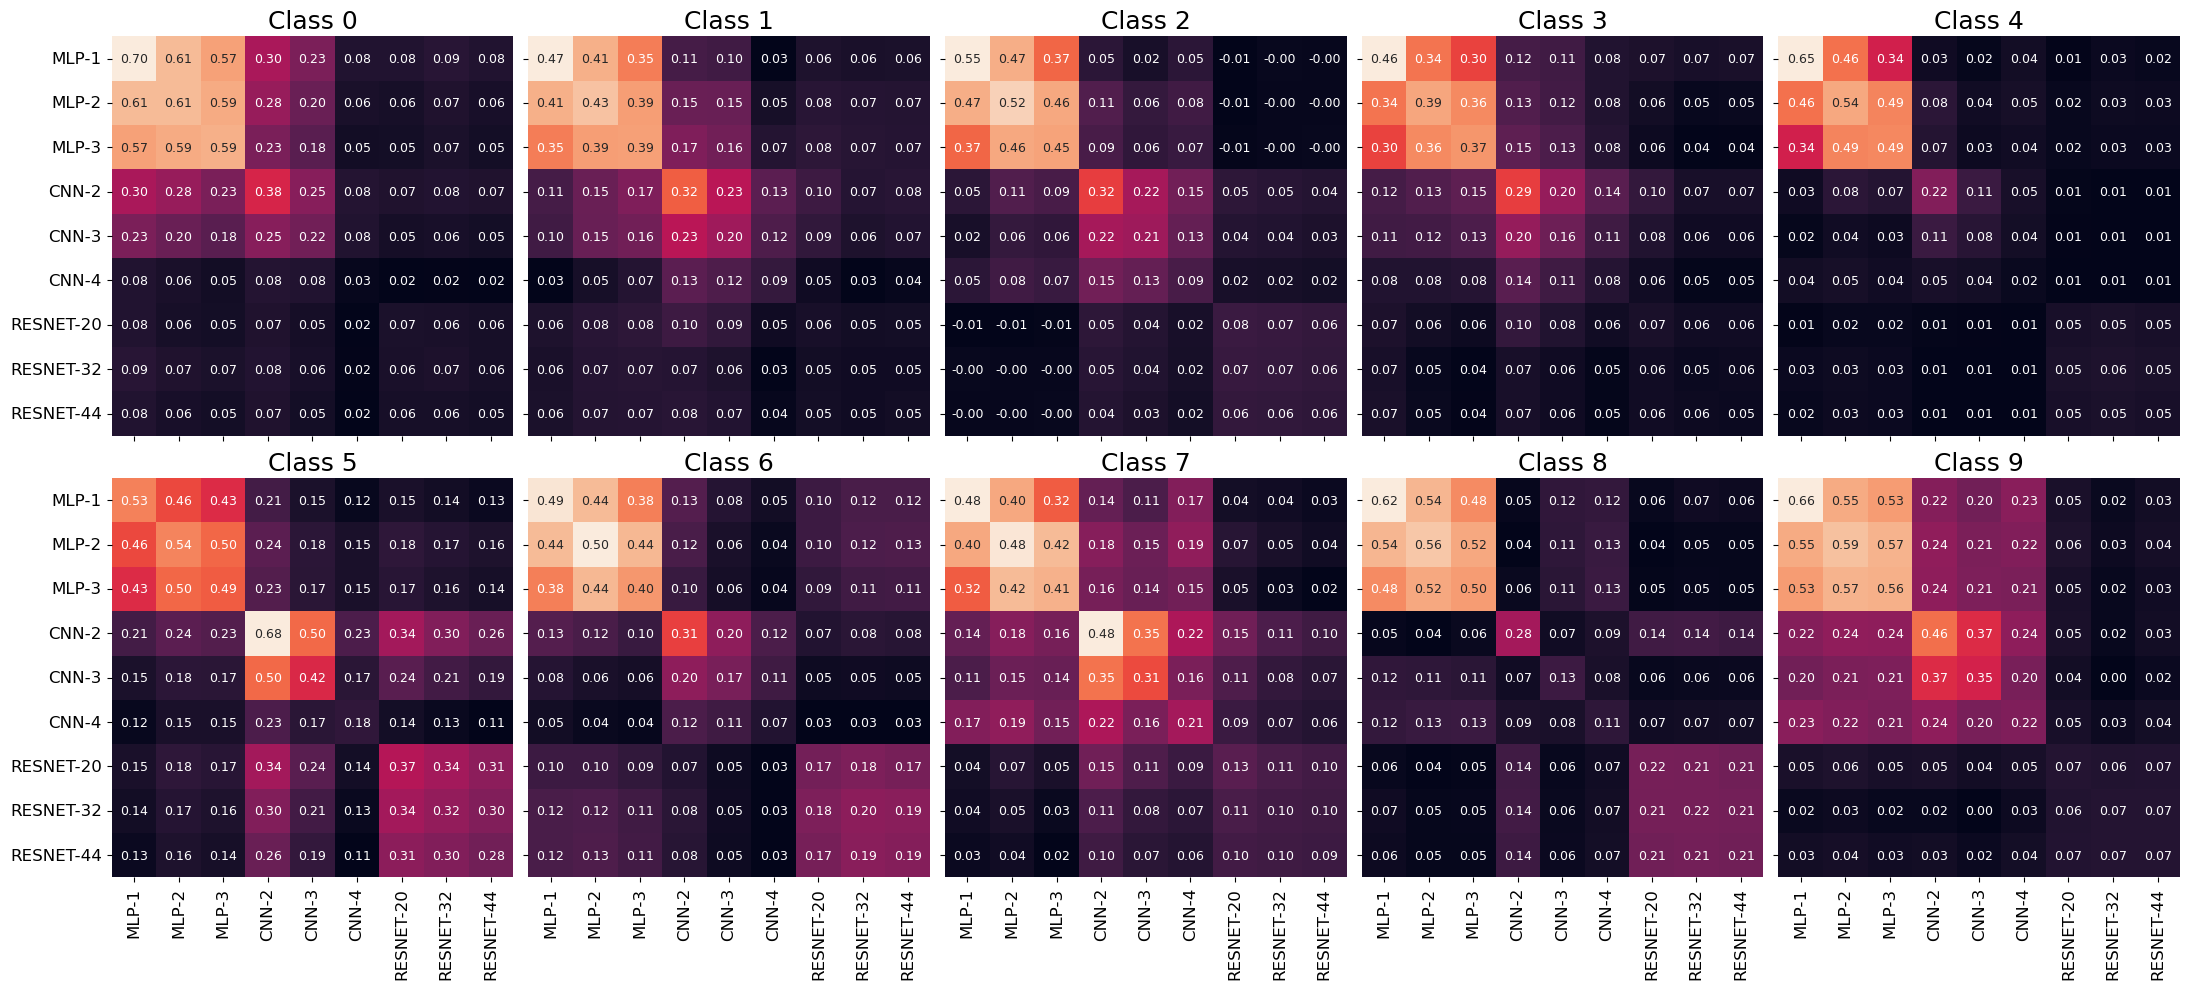 Class 0 Class 1 Class 2 Class 3 Class 4
MLP-1 0.70 0.61 0.57 0.30 0.23 0.08 0.08 0.09 0.08 0.47 0.41 0.35 0.11 0.10 0.03 0.06 0.06 0.06 0.55 0.47 0.37 0.05 0.02 0.05 -0.01 -0.00 -0.00 0.46 0.34 0.30 0.12 0.11 0.08 0.07 0.07 0.07 0.65 0.46 0.34 0.03 0.02 0.04 0.01 0.03 0.02
MLP-2 0.61 0.61 0.59 0.28 0.20 0.06 0.06 0.07 0.06 0.41 0.43 0.39 0.15 0.15 0.05 0.08 0.07 0.07 0.47 0.52 0.46 0.11 0.06 0.08 -0.01 -0.00 -0.00 0.34 0.39 0.36 0.13 0.12 0.08 0.06 0.05 0.05 0.46 0.54 0.49 0.08 0.04 0.05 0.02 0.03 0.03
MLP-3 0.57 0.59 0.59 0.23 0.18 0.05 0.05 0.07 0.05 0.35 0.39 0.39 0.17 0.16 0.07 0.08 0.07 0.07 0.37 0.46 0.45 0.09 0.06 0.07 -0.01 -0.00 -0.00 0.30 0.36 0.37 0.15 0.13 0.08 0.06 0.04 0.04 0.34 0.49 0.49 0.07 0.03 0.04 0.02 0.03 0.03
CNN-2 0.30 0.28 0.23 0.38 0.25 0.08 0.07 0.08 0.07 0.11 0.15 0.17 0.32 0.23 0.13 0.10 0.07 0.08 0.05 0.11 0.09 0.32 0.22 0.15 0.05 0.05 0.04 0.12 0.13 0.15 0.29 0.20 0.14 0.10 0.07 0.07 0.03 0.08 0.07 0.22 0.11 0.05 0.01 0.01 0.01
CNN-3 0.23 0.20 0.18 0.25 0.22 0.08 0.05 0.06 0.05 0.10 0.15 0.16 0.23 0.20 0.12 0.09 0.06 0.07 0.02 0.06 0.06 0.22 0.21 0.13 0.04 0.04 0.03 0.11 0.12 0.13 0.20 0.16 0.11 0.08 0.06 0.06 0.02 0.04 0.03 0.11 0.08 0.04 0.01 0.01 0.01
CNN-4 0.08 0.06 0.05 0.08 0.08 0.03 0.02 0.02 0.02 0.03 0.05 0.07 0.13 0.12 0.09 0.05 0.03 0.04 0.05 0.08 0.07 0.15 0.13 0.09 0.02 0.02 0.02 0.08 0.08 0.08 0.14 0.11 0.08 0.06 0.05 0.05 0.04 0.05 0.04 0.05 0.04 0.02 0.01 0.01 0.01
RESNET-20 0.08 0.06 0.05 0.07 0.05 0.02 0.07 0.06 0.06 0.06 0.08 0.08 0.10 0.09 0.05 0.06 0.05 0.05 -0.01 -0.01 -0.01 0.05 0.04 0.02 0.08 0.07 0.06 0.07 0.06 0.06 0.10 0.08 0.06 0.07 0.06 0.06 0.01 0.02 0.02 0.01 0.01 0.01 0.05 0.05 0.05
RESNET-32 0.09 0.07 0.07 0.08 0.06 0.02 0.06 0.07 0.06 0.06 0.07 0.07 0.07 0.06 0.03 0.05 0.05 0.05 -0.00 -0.00 -0.00 0.05 0.04 0.02 0.07 0.07 0.06 0.07 0.05 0.04 0.07 0.06 0.05 0.06 0.06 0.06 0.03 0.03 0.03 0.01 0.01 0.01 0.05 0.06 0.05
RESNET-44 0.08 0.06 0.05 0.07 0.05 0.02 0.06 0.06 0.05 0.06 0.07 0.07 0.08 0.07 0.04 0.05 0.05 0.05 -0.00 -0.00 -0.00 0.04 0.03 0.02 0.06 0.06 0.06 0.07 0.05 0.04 0.07 0.06 0.05 0.06 0.06 0.05 0.02 0.03 0.03 0.01 0.01 0.01 0.05 0.05 0.05
Class 5 Class 6 Class 7 Class 8 Class 9
MLP-1 0.53 0.46 0.43 0.21 0.15 0.12 0.15 0.14 0.13 0.49 0.44 0.38 0.13 0.08 0.05 0.10 0.12 0.12 0.48 0.40 0.32 0.14 0.11 0.17 0.04 0.04 0.03 0.62 0.54 0.48 0.05 0.12 0.12 0.06 0.07 0.06 0.66 0.55 0.53 0.22 0.20 0.23 0.05 0.02 0.03
MLP-2 0.46 0.54 0.50 0.24 0.18 0.15 0.18 0.17 0.16 0.44 0.50 0.44 0.12 0.06 0.04 0.10 0.12 0.13 0.40 0.48 0.42 0.18 0.15 0.19 0.07 0.05 0.04 0.54 0.56 0.52 0.04 0.11 0.13 0.04 0.05 0.05 0.55 0.59 0.57 0.24 0.21 0.22 0.06 0.03 0.04
MLP-3 0.43 0.50 0.49 0.23 0.17 0.15 0.17 0.16 0.14 0.38 0.44 0.40 0.10 0.06 0.04 0.09 0.11 0.11 0.32 0.42 0.41 0.16 0.14 0.15 0.05 0.03 0.02 0.48 0.52 0.50 0.06 0.11 0.13 0.05 0.05 0.05 0.53 0.57 0.56 0.24 0.21 0.21 0.05 0.02 0.03
CNN-2 0.21 0.24 0.23 0.68 0.50 0.23 0.34 0.30 0.26 0.13 0.12 0.10 0.31 0.20 0.12 0.07 0.08 0.08 0.14 0.18 0.16 0.48 0.35 0.22 0.15 0.11 0.10 0.05 0.04 0.06 0.28 0.07 0.09 0.14 0.14 0.14 0.22 0.24 0.24 0.46 0.37 0.24 0.05 0.02 0.03
CNN-3 0.15 0.18 0.17 0.50 0.42 0.17 0.24 0.21 0.19 0.08 0.06 0.06 0.20 0.17 0.11 0.05 0.05 0.05 0.11 0.15 0.14 0.35 0.31 0.16 0.11 0.08 0.07 0.12 0.11 0.11 0.07 0.13 0.08 0.06 0.06 0.06 0.20 0.21 0.21 0.37 0.35 0.20 0.04 0.00 0.02
CNN-4 0.12 0.15 0.15 0.23 0.17 0.18 0.14 0.13 0.11 0.05 0.04 0.04 0.12 0.11 0.07 0.03 0.03 0.03 0.17 0.19 0.15 0.22 0.16 0.21 0.09 0.07 0.06 0.12 0.13 0.13 0.09 0.08 0.11 0.07 0.07 0.07 0.23 0.22 0.21 0.24 0.20 0.22 0.05 0.03 0.04
RESNET-20 0.15 0.18 0.17 0.34 0.24 0.14 0.37 0.34 0.31 0.10 0.10 0.09 0.07 0.05 0.03 0.17 0.18 0.17 0.04 0.07 0.05 0.15 0.11 0.09 0.13 0.11 0.10 0.06 0.04 0.05 0.14 0.06 0.07 0.22 0.21 0.21 0.05 0.06 0.05 0.05 0.04 0.05 0.07 0.06 0.07
RESNET-32 0.14 0.17 0.16 0.30 0.21 0.13 0.34 0.32 0.30 0.12 0.12 0.11 0.08 0.05 0.03 0.18 0.20 0.19 0.04 0.05 0.03 0.11 0.08 0.07 0.11 0.10 0.10 0.07 0.05 0.05 0.14 0.06 0.07 0.21 0.22 0.21 0.02 0.03 0.02 0.02 0.00 0.03 0.06 0.07 0.07
RESNET-44 0.13 0.16 0.14 0.26 0.19 0.11 0.31 0.30 0.28 0.12 0.13 0.11 0.08 0.05 0.03 0.17 0.19 0.19 0.03 0.04 0.02 0.10 0.07 0.06 0.10 0.10 0.09 0.06 0.05 0.05 0.14 0.06 0.07 0.21 0.21 0.21 0.03 0.04 0.03 0.03 0.02 0.04 0.07 0.07 0.07
MLP-1 MLP-2 MLP-3 CNN-2 CNN-3 CNN-4 RESNET-20 RESNET-32 RESNET-44 MLP-1 MLP-2 MLP-3 CNN-2 CNN-3 CNN-4 RESNET-20 RESNET-32 RESNET-44 MLP-1 MLP-2 MLP-3 CNN-2 CNN-3 CNN-4 RESNET-20 RESNET-32 RESNET-44 MLP-1 MLP-2 MLP-3 CNN-2 CNN-3 CNN-4 RESNET-20 RESNET-32 RESNET-44 MLP-1 MLP-2 MLP-3 CNN-2 CNN-3 CNN-4 RESNET-20 RESNET-32 RESNET-44